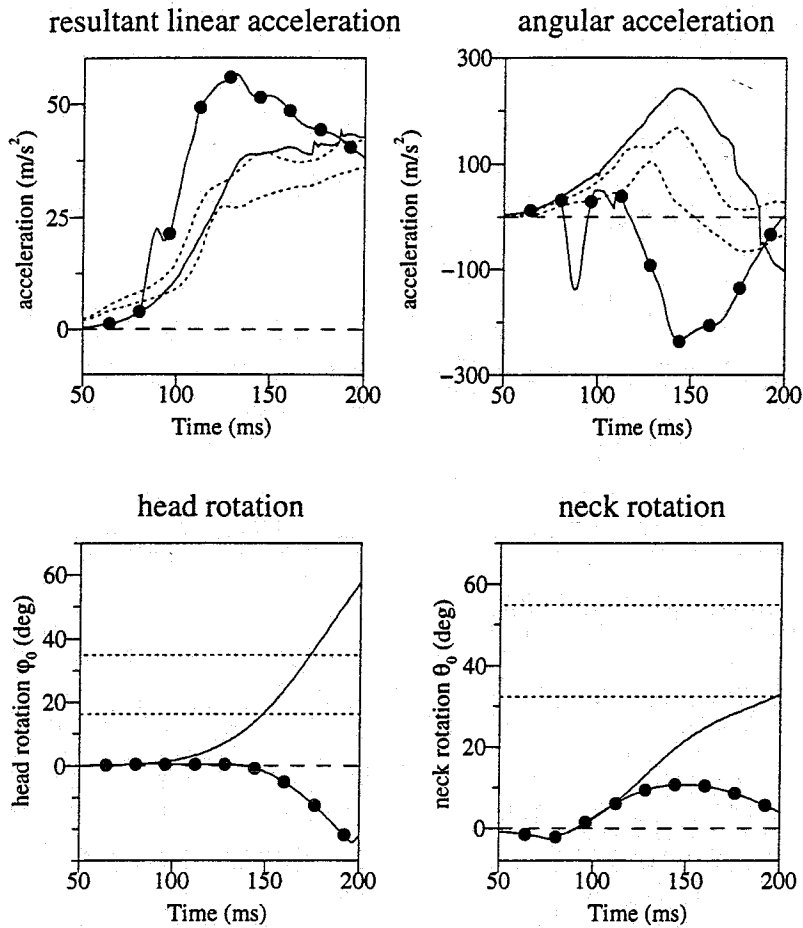 resultant linear acceleration
acceleration (m/s²)
50
25
0
50
100
150
200
Time (ms)
angular acceleration
acceleration (m/s²)
300
100
−100
−300
50
100
150
200
Time (ms)
head rotation
head rotation φ₀ (deg)
60
40
20
0
50
100
150
200
Time (ms)
neck rotation
neck rotation θ₀ (deg)
60
40
20
0
50
100
150
200
Time (ms)